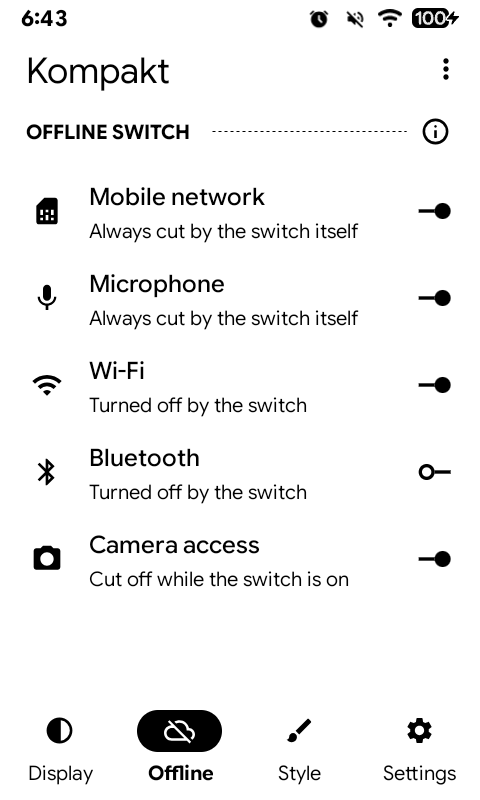 6:43
100
Kompakt
OFFLINE SWITCH
Mobile network
Always cut by the switch itself
Microphone
Always cut by the switch itself
Wi-Fi
Turned off by the switch
Bluetooth
Turned off by the switch
Camera access
Cut off while the switch is on
Display
Offline
Style
Settings